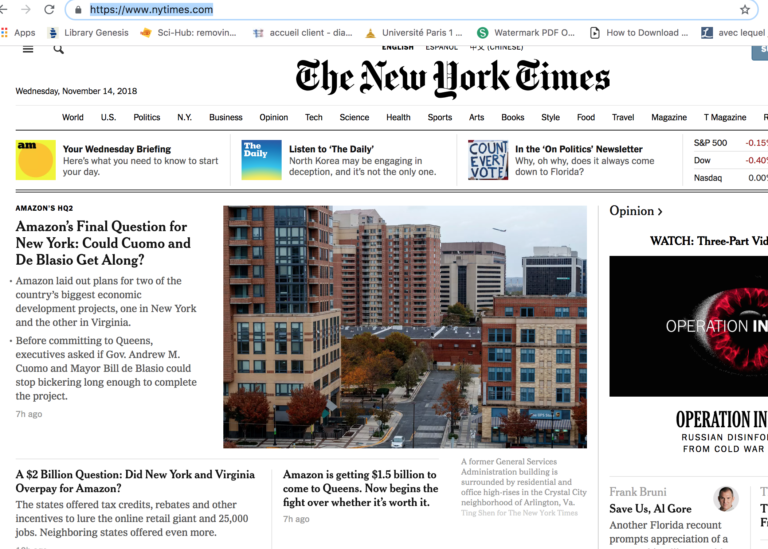 https://www.nytimes.com
Apps Library Genesis Sci-Hub: removin... accueil client - dia... Université Paris 1 ... Watermark PDF O... How to Download ... avec lequel
ENGLISH ESPAÑOL 中文 (CHINESE)
The New York Times
Wednesday, November 14, 2018
World U.S. Politics N.Y. Business Opinion Tech Science Health Sports Arts Books Style Food Travel Magazine T Magazine
am
Your Wednesday Briefing
Here's what you need to know to start
your day.
The
Daily
Listen to 'The Daily'
North Korea may be engaging in
deception, and it's not the only one.
COUNT
EVERY
VOTE
In the 'On Politics' Newsletter
Why, oh why, does it always come
down to Florida?
S&P 500 -0.15%
Dow -0.40%
Nasdaq 0.00%
AMAZON'S HQ2
Amazon's Final Question for
New York: Could Cuomo and
De Blasio Get Along?
• Amazon laid out plans for two of the
country's biggest economic
development projects, one in New York
and the other in Virginia.
• Before committing to Queens,
executives asked if Gov. Andrew M.
Cuomo and Mayor Bill de Blasio could
stop bickering long enough to complete
the project.
7h ago
A $2 Billion Question: Did New York and Virginia
Overpay for Amazon?
The states offered tax credits, rebates and other
incentives to lure the online retail giant and 25,000
jobs. Neighboring states offered even more.
Amazon is getting $1.5 billion to
come to Queens. Now begins the
fight over whether it's worth it.
7h ago
A former General Services
Administration building is
surrounded by residential and
office high-rises in the Crystal City
neighborhood of Arlington, Va.
Ting Shen for The New York Times
Opinion >
WATCH: Three-Part Vid
OPERATION IN
OPERATION IN
RUSSIAN DISINFO
FROM COLD WAR
Frank Bruni
Save Us, Al Gore
Another Florida recount
prompts appreciation of a